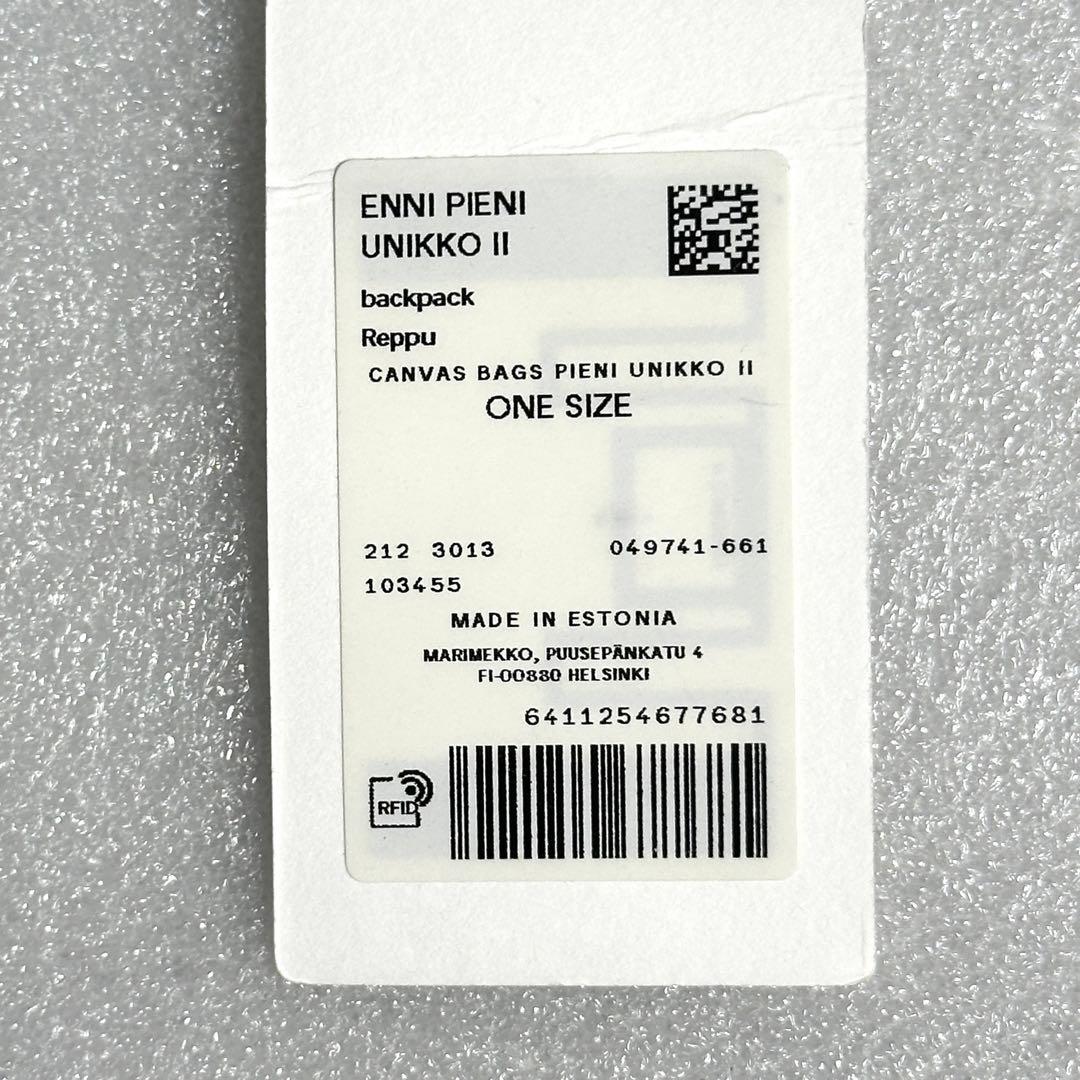 ENNI PIENI
UNIKKO II
backpack
Reppu
CANVAS BAGS PIENI UNIKKO II
ONE SIZE
212 3013 049741-661
103455
MADE IN ESTONIA
MARIMEKKO, PUUSEPÄNKATU 4
FI-00880 HELSINKI
6411254677681
RFID